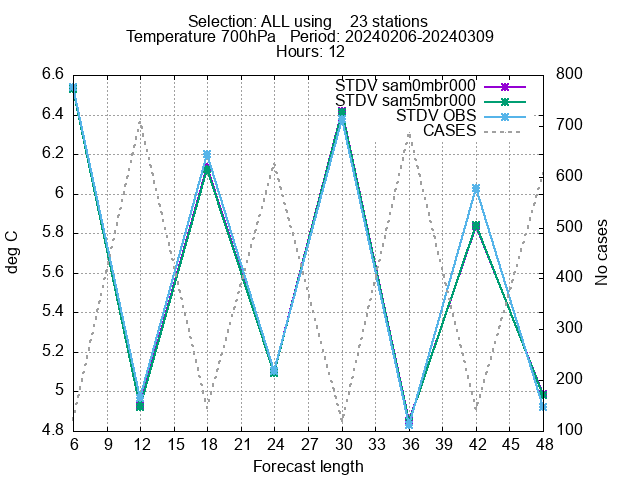 Selection: ALL using    23 stations
Temperature 700hPa   Period: 20240206-20240309
Hours: 12
STDV sam0mbr000
STDV sam5mbr000
STDV OBS
CASES
deg C
6.6
6.4
6.2
6
5.8
5.6
5.4
5.2
5
4.8
800
700
600
500
400
300
200
100
No cases
6 9 12 15 18 21 24 27 30 33 36 39 42 45 48
Forecast length